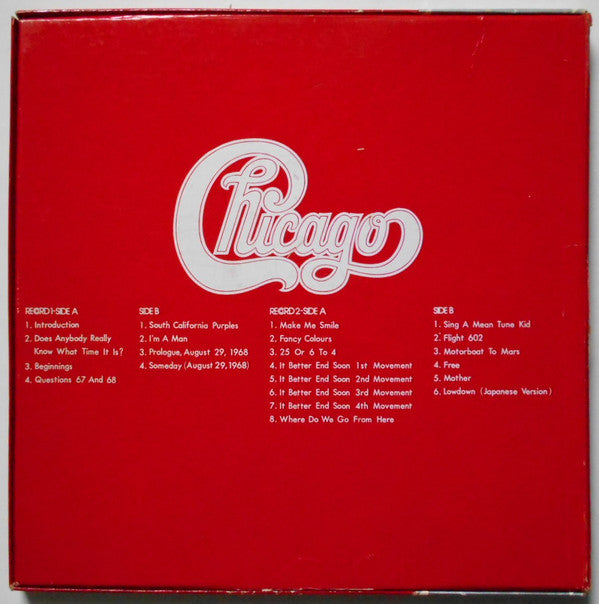 Chicago
RECORD1-SIDE A
1. Introduction
2. Does Anybody Really
Know What Time It Is?
3. Beginnings
4. Questions 67 And 68
SIDE B
1. South California Purples
2. I'm A Man
3. Prologue, August 29, 1968
4. Someday (August 29, 1968)
RECORD2-SIDE A
1. Make Me Smile
2. Fancy Colours
3. 25 Or 6 To 4
4. It Better End Soon 1st Movement
5. It Better End Soon 2nd Movement
6. It Better End Soon 3rd Movement
7. It Better End Soon 4th Movement
8. Where Do We Go From Here
SIDE B
1. Sing A Mean Tune Kid
2. Flight 602
3. Motorboat To Mars
4. Free
5. Mother
6. Lowdown (Japanese Version)